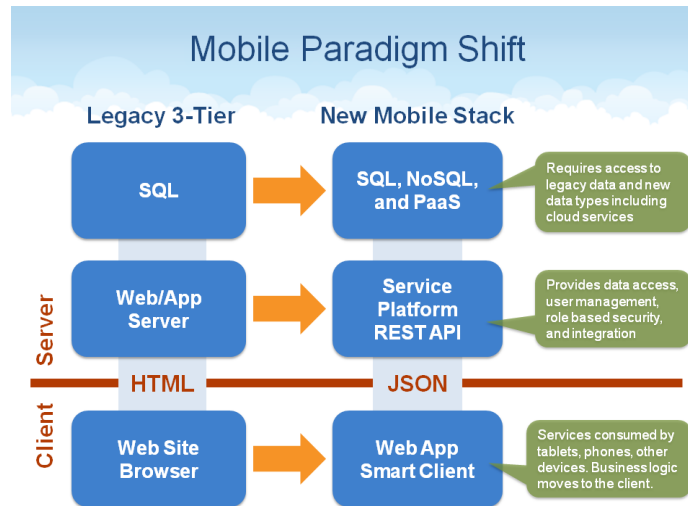 Mobile Paradigm Shift
Legacy 3-Tier
New Mobile Stack
SQL
SQL, NoSQL,
and PaaS
Requires access to
legacy data and new
data types including
cloud services
Server
Web/App
Server
Service
Platform
REST API
Provides data access,
user management,
role based security,
and integration
HTML
JSON
Client
Web Site
Browser
Web App
Smart Client
Services consumed by
tablets, phones, other
devices. Business logic
moves to the client.